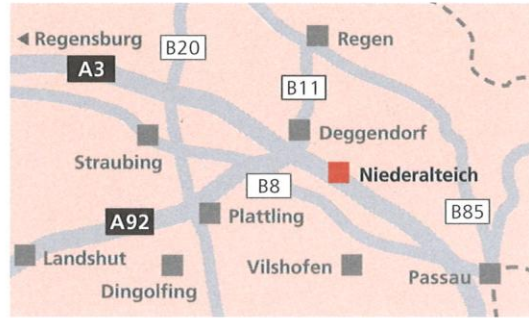 Regensburg
B20
Regen
A3
B11
Deggendorf
Straubing
Niederalteich
B8
A92
Plattling
B85
Landshut
Vilshofen
Passau
Dingolfing